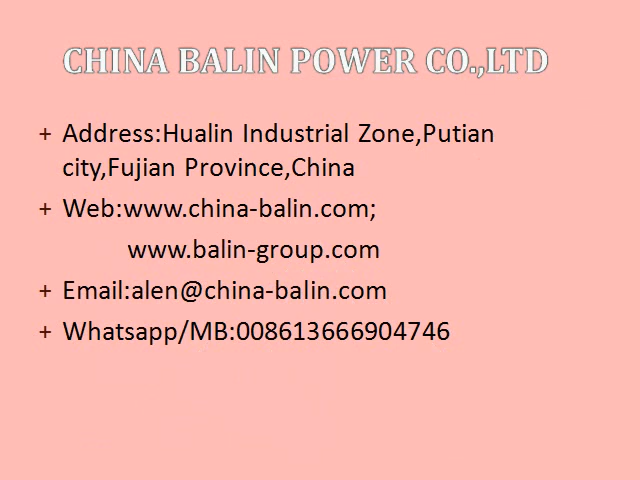 CHINA BALIN POWER CO.,LTD
+ Address:Hualin Industrial Zone,Putian
city,Fujian Province,China
+ Web:www.china-balin.com;
www.balin-group.com
+ Email:alen@china-balin.com
+ Whatsapp/MB:008613666904746